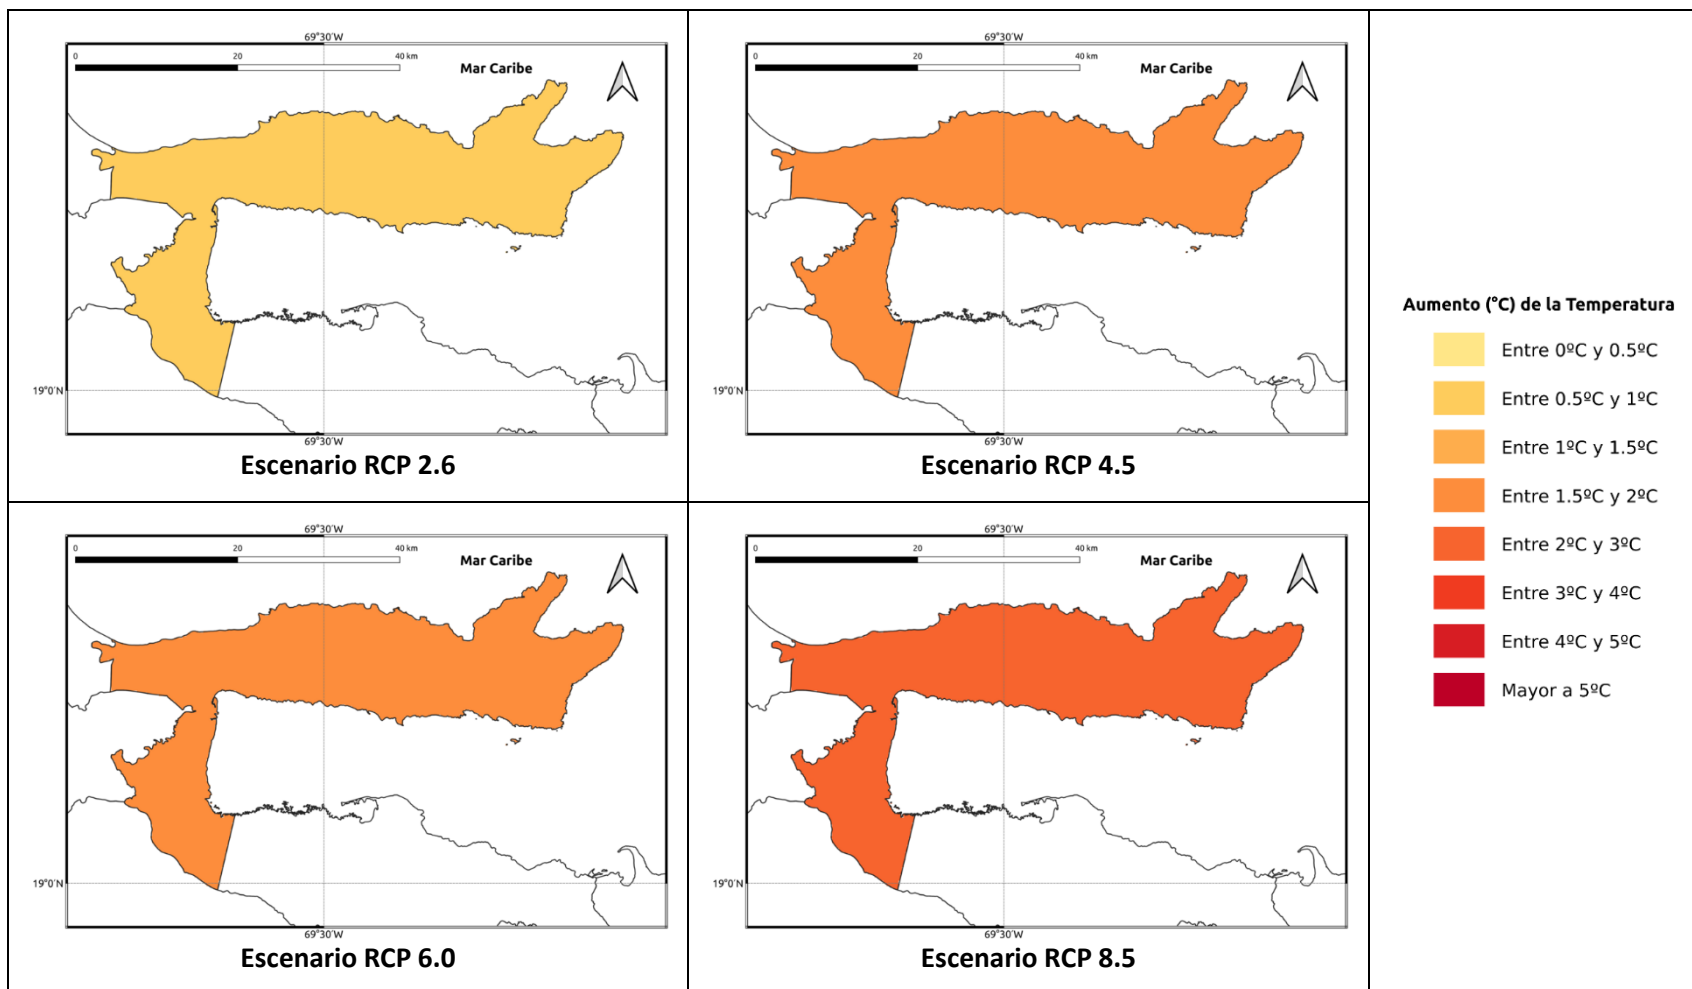 69°30'W
0 20 40 km
Mar Caribe
19°0'N
69°30'W
Escenario RCP 2.6
69°30'W
0 20 40 km
Mar Caribe
19°0'N
69°30'W
Escenario RCP 4.5
69°30'W
0 20 40 km
Mar Caribe
19°0'N
69°30'W
Escenario RCP 6.0
69°30'W
0 20 40 km
Mar Caribe
19°0'N
69°30'W
Escenario RCP 8.5
Aumento (°C) de la Temperatura
Entre 0ºC y 0.5ºC
Entre 0.5ºC y 1ºC
Entre 1ºC y 1.5ºC
Entre 1.5ºC y 2ºC
Entre 2ºC y 3ºC
Entre 3ºC y 4ºC
Entre 4ºC y 5ºC
Mayor a 5ºC